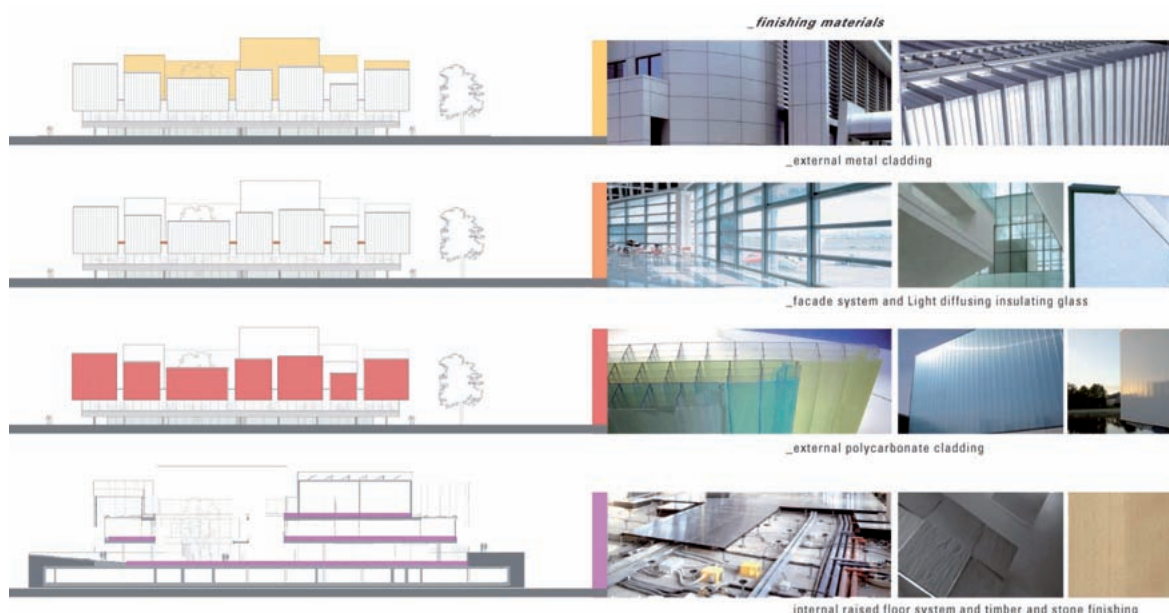 _finishing materials
_external metal cladding
_facade system and Light diffusing insulating glass
_external polycarbonate cladding
internal raised floor system and timber and stone finishing